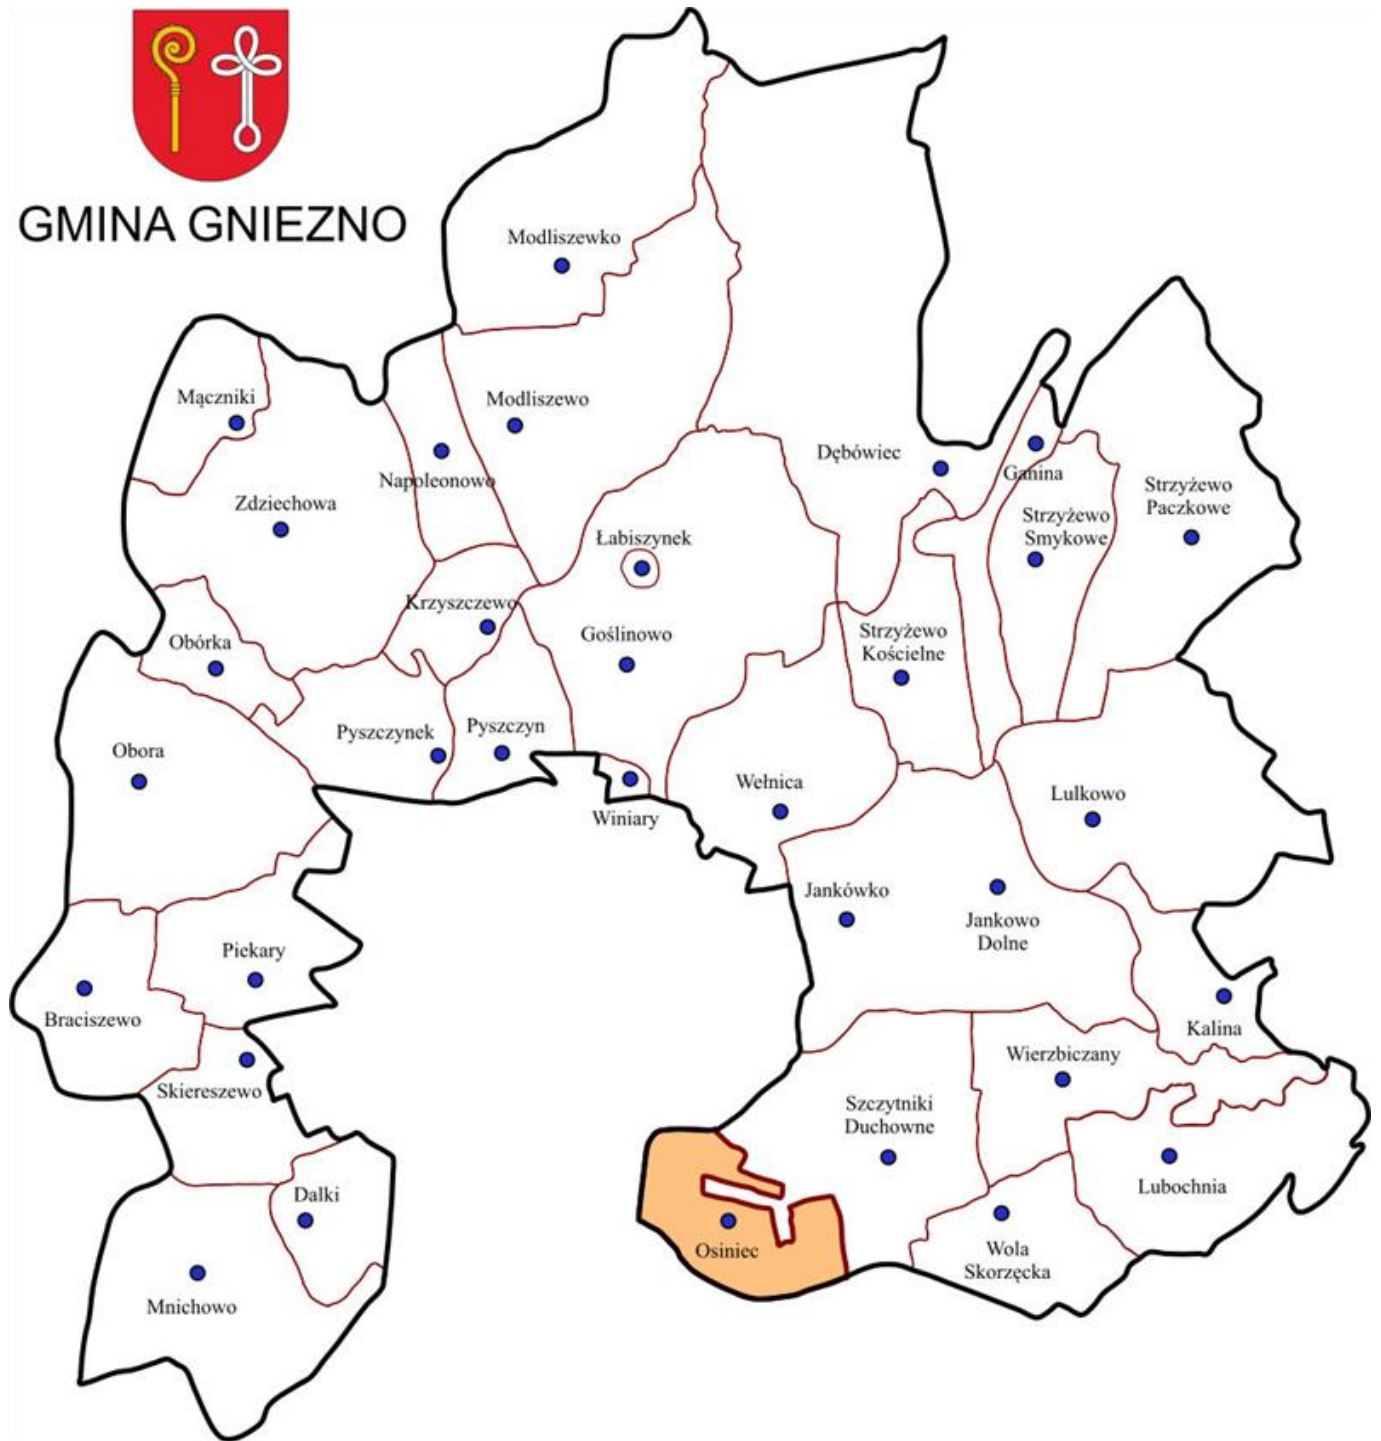 GMINA GNIEZNO
Modliszewko
Mączniki
Modliszewo
Napoleonowo
Zdziechowa
Dębówiec
Ganina
Strzyżewo
Paczkowe
Strzyżewo
Smykowe
Łabiszynek
Krzyszczewo
Goślinowo
Obórka
Strzyżewo
Kościelne
Pyszczynek
Pyszczyn
Obora
Wełnica
Winiary
Lulkowo
Jankówko
Jankowo
Dolne
Piekary
Braciszewo
Kalina
Skiereszewo
Wierzbiczany
Szczytniki
Duchowne
Dalki
Lubochnia
Osiniec
Wola
Skorzęcka
Mnichowo